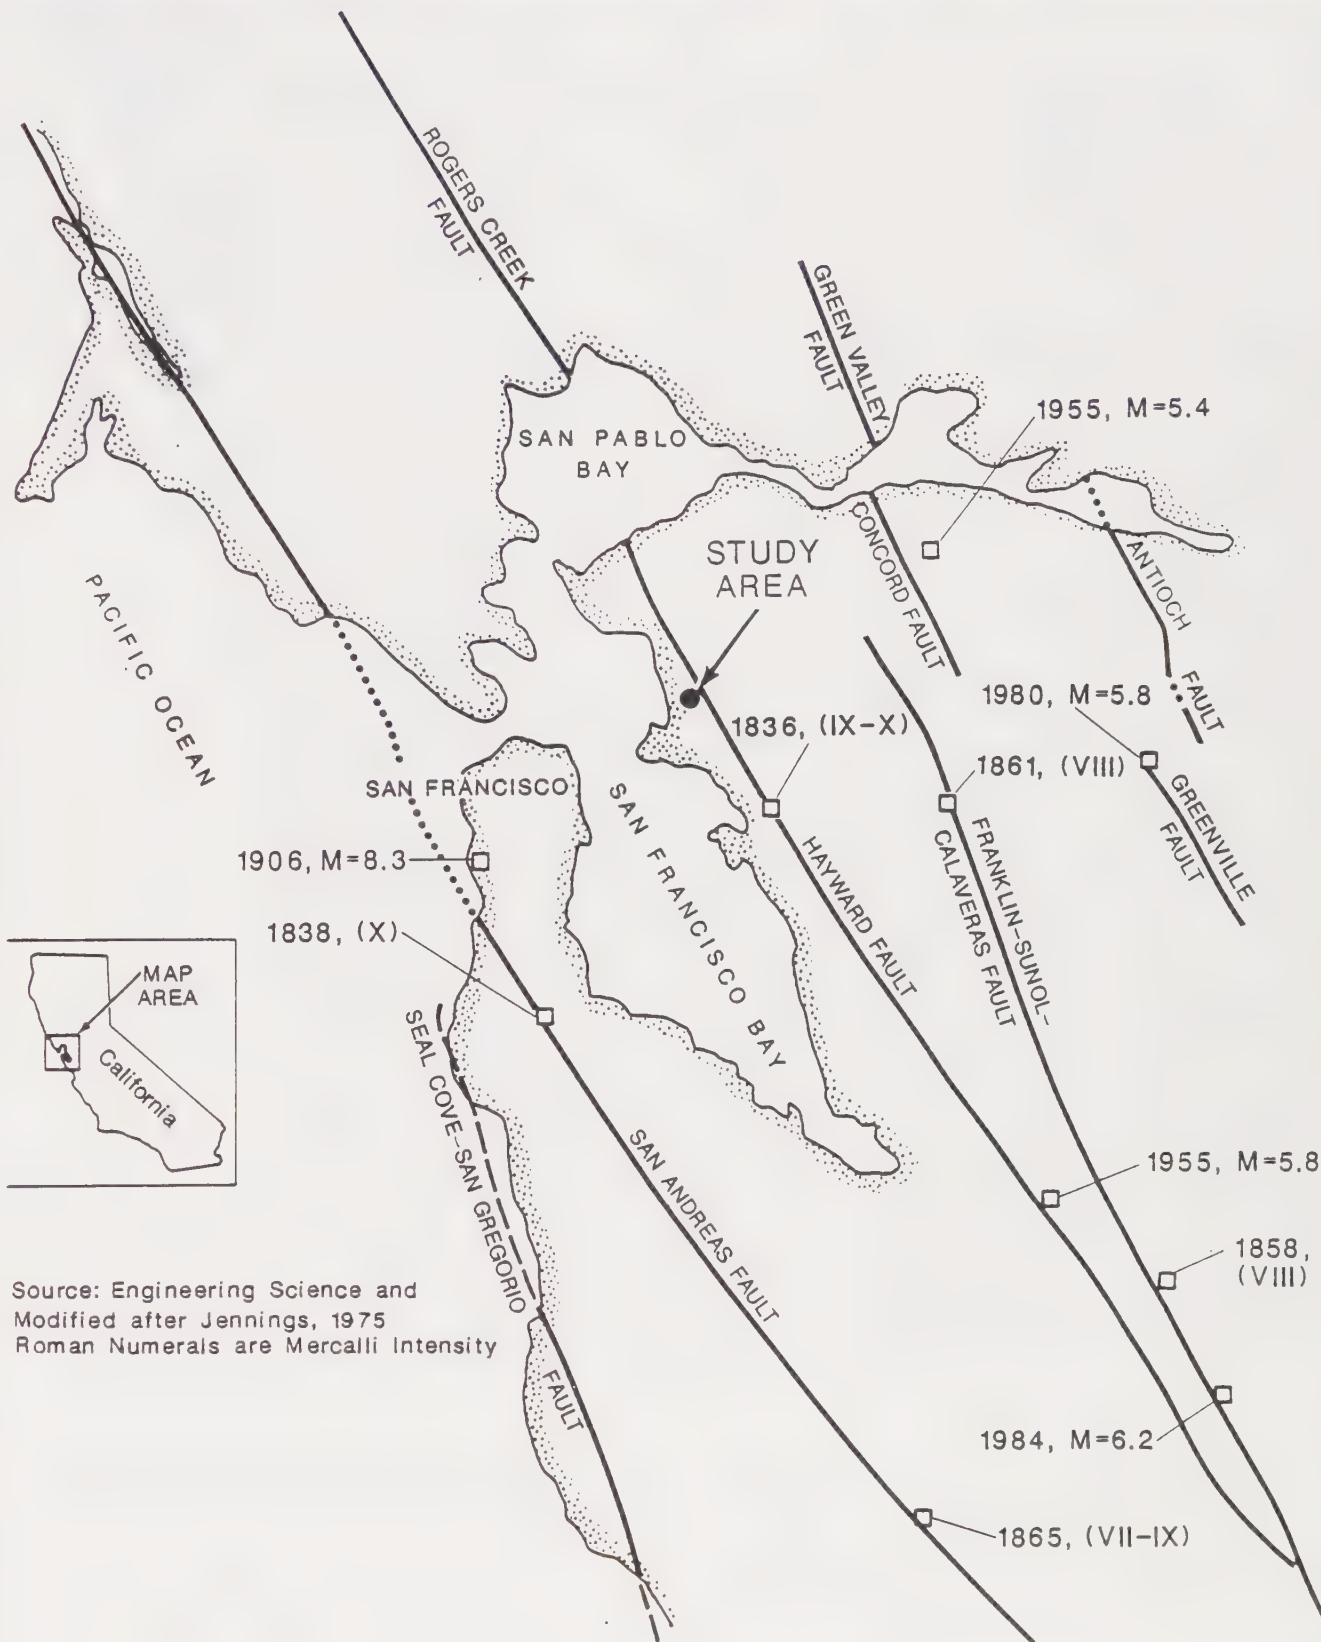 ROGERS CREEK
FAULT
GREEN VALLEY
FAULT
1955, M=5.4
SAN PABLO
BAY
CONCORD FAULT
STUDY
AREA
ANTIOCH
FAULT
PACIFIC OCEAN
1980, M=5.8
1836, (IX-X)
1861, (VIII)
SAN FRANCISCO
SAN FRANCISCO BAY
GREENVILLE
FAULT
HAYWARD FAULT
FRANKLIN-SUNOL-
CALAVERAS FAULT
1906, M=8.3
1838, (X)
MAP
AREA
California
SEAL COVE-SAN GREGORIO
FAULT
SAN ANDREAS FAULT
1955, M=5.8
1858,
(VIII)
Source: Engineering Science and
Modified after Jennings, 1975
Roman Numerals are Mercalli Intensity
1984, M=6.2
1865, (VII-IX)